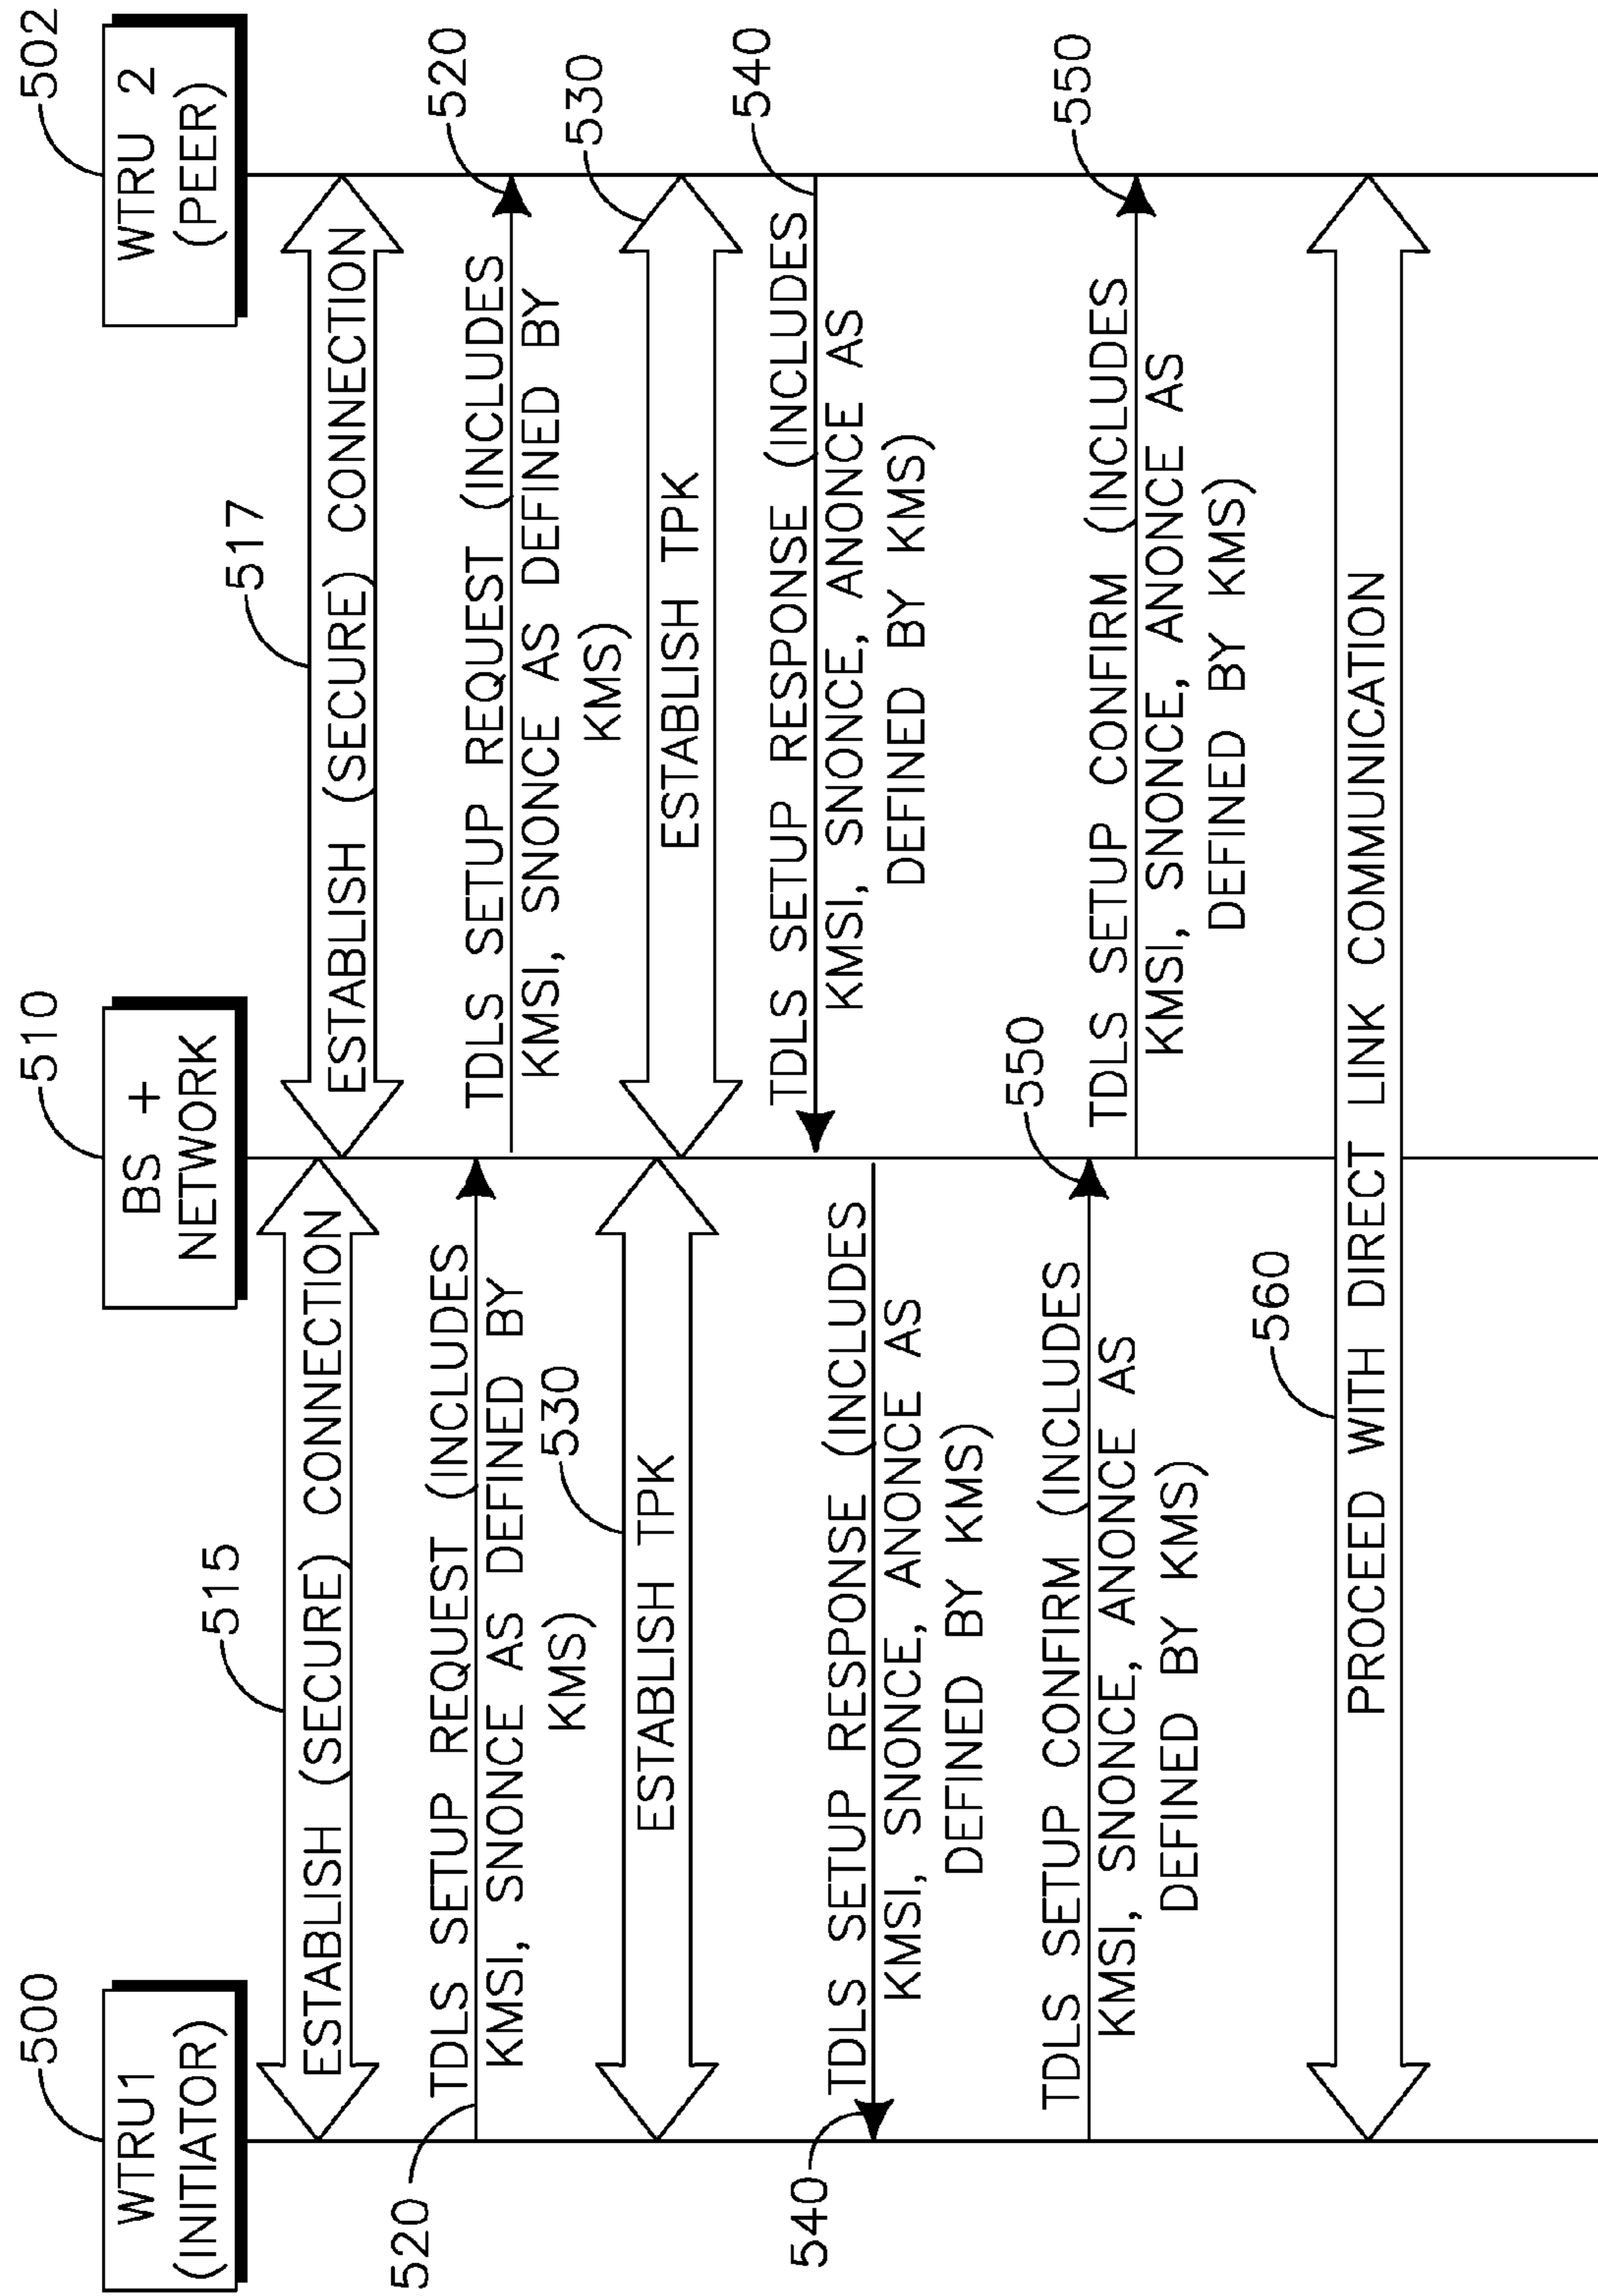 500
WTRU1
(INITIATOR)
510
BS +
NETWORK
502
WTRU 2
(PEER)
515
ESTABLISH (SECURE) CONNECTION
517
ESTABLISH (SECURE) CONNECTION
520
TDLS SETUP REQUEST (INCLUDES
KMSI, SNONCE AS DEFINED BY
KMS)
520
TDLS SETUP REQUEST (INCLUDES
KMSI, SNONCE AS DEFINED BY
KMS)
530
ESTABLISH TPK
530
ESTABLISH TPK
540
TDLS SETUP RESPONSE (INCLUDES
KMSI, SNONCE, ANONCE AS
DEFINED BY KMS)
540
TDLS SETUP RESPONSE (INCLUDES
KMSI, SNONCE, ANONCE AS
DEFINED BY KMS)
550
TDLS SETUP CONFIRM (INCLUDES
KMSI, SNONCE, ANONCE AS
DEFINED BY KMS)
550
TDLS SETUP CONFIRM (INCLUDES
KMSI, SNONCE, ANONCE AS
DEFINED BY KMS)
560
PROCEED WITH DIRECT LINK COMMUNICATION